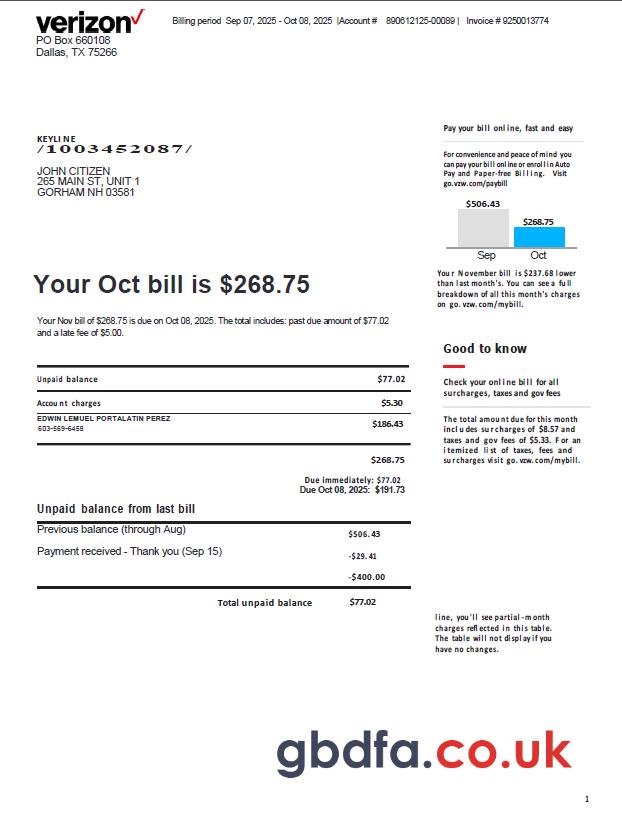 verizon
Billing period Sep 07, 2025 - Oct 08, 2025 |Account # 890612125-00089 | Invoice # 9250013774
PO Box 660108
Dallas, TX 75266
KEYLINE
/1003452087/
JOHN CITIZEN
265 MAIN ST, UNIT 1
GORHAM NH 03581
Pay your bill online, fast and easy
For convenience and peace of mind you
can pay your bill online or enroll in Auto
Pay and Paper-free Billing. Visit
go.vzw.com/paybill
$506.43
$268.75
Sep Oct
Your November bill is $237.68 lower
than last month's. You can see a full
breakdown of all this month's charges
on go.vzw.com/mybill.
Your Oct bill is $268.75
Your Nov bill of $268.75 is due on Oct 08, 2025. The total includes: past due amount of $77.02
and a late fee of $5.00.
Unpaid balance $77.02
Account charges $5.30
EDWIN LEMUEL PORTALATIN PEREZ
603-569-6458 $186.43
$268.75
Due immediately: $77.02
Due Oct 08, 2025: $191.73
Good to know
Check your online bill for all
surcharges, taxes and gov fees
The total amount due for this month
includes surcharges of $8.57 and
taxes and gov fees of $5.33. For an
itemized list of taxes, fees and
surcharges visit go.vzw.com/mybill.
Unpaid balance from last bill
Previous balance (through Aug) $506.43
Payment received - Thank you (Sep 15) -$29.41
-$400.00
Total unpaid balance $77.02
line, you'll see partial-month
charges reflected in this table.
The table will not display if you
have no changes.
gbdfa.co.uk
1